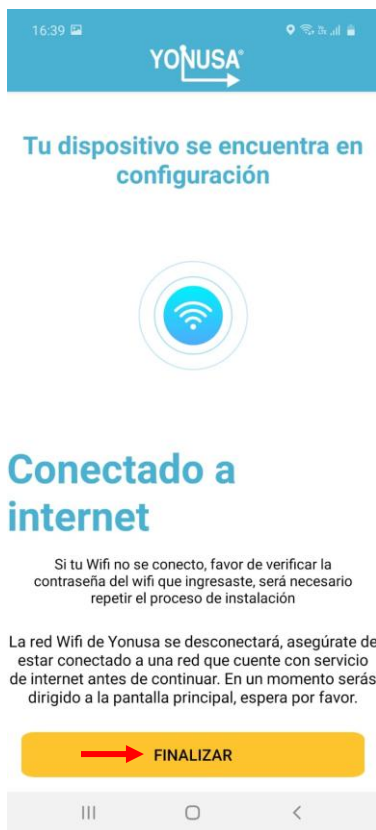 16:39
YONUSA
Tu dispositivo se encuentra en
configuración
Conectado a
internet
Si tu Wifi no se conecto, favor de verificar la
contraseña del wifi que ingresaste, será necesario
repetir el proceso de instalación
La red Wifi de Yonusa se desconectará, asegúrate de
estar conectado a una red que cuente con servicio
de internet antes de continuar. En un momento serás
dirigido a la pantalla principal, espera por favor.
FINALIZAR